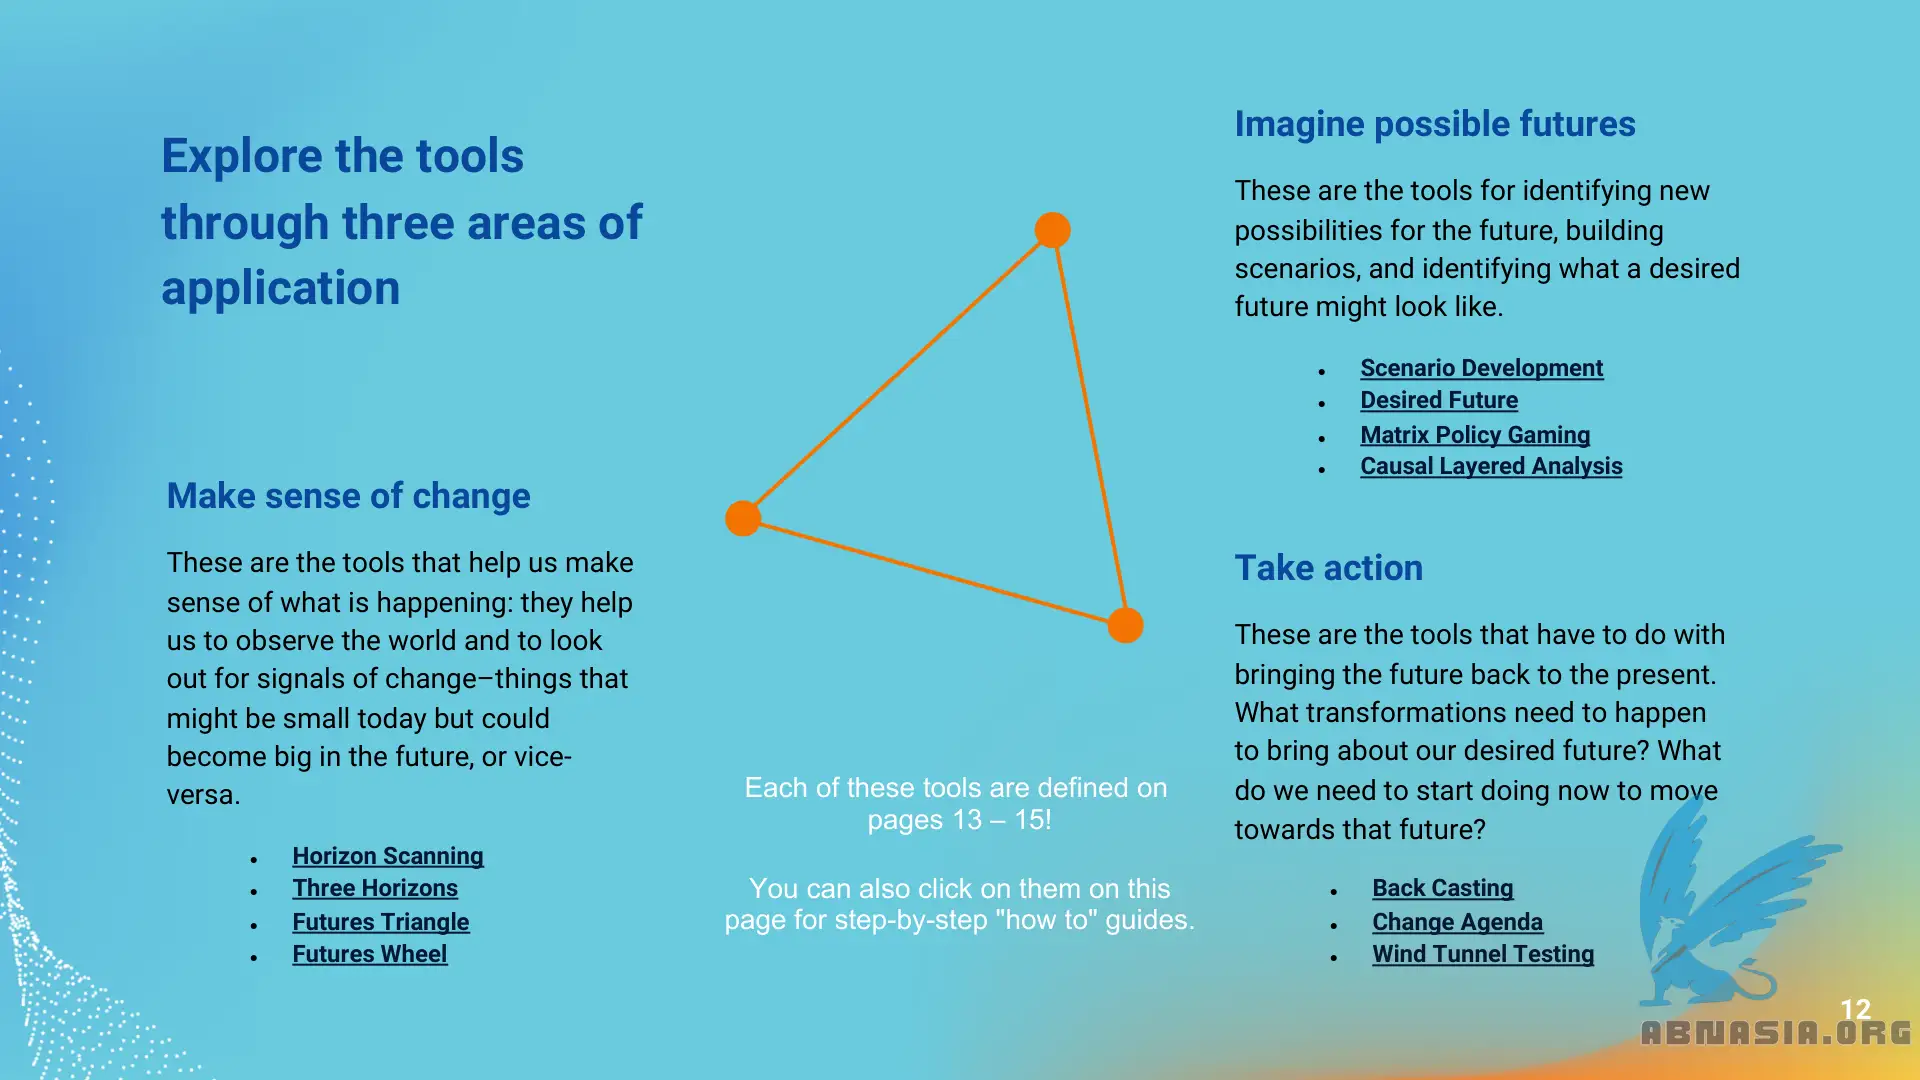 Explore the tools
through three areas of
application
Make sense of change
These are the tools that help us make
sense of what is happening: they help
us to observe the world and to look
out for signals of change–things that
might be small today but could
become big in the future, or vice-
versa.
• Horizon Scanning
• Three Horizons
• Futures Triangle
• Futures Wheel
Each of these tools are defined on
pages 13 – 15!
You can also click on them on this
page for step-by-step "how to" guides.
Imagine possible futures
These are the tools for identifying new
possibilities for the future, building
scenarios, and identifying what a desired
future might look like.
• Scenario Development
• Desired Future
• Matrix Policy Gaming
• Causal Layered Analysis
Take action
These are the tools that have to do with
bringing the future back to the present.
What transformations need to happen
to bring about our desired future? What
do we need to start doing now to move
towards that future?
• Back Casting
• Change Agenda
• Wind Tunnel Testing
12
ABNASIA.ORG